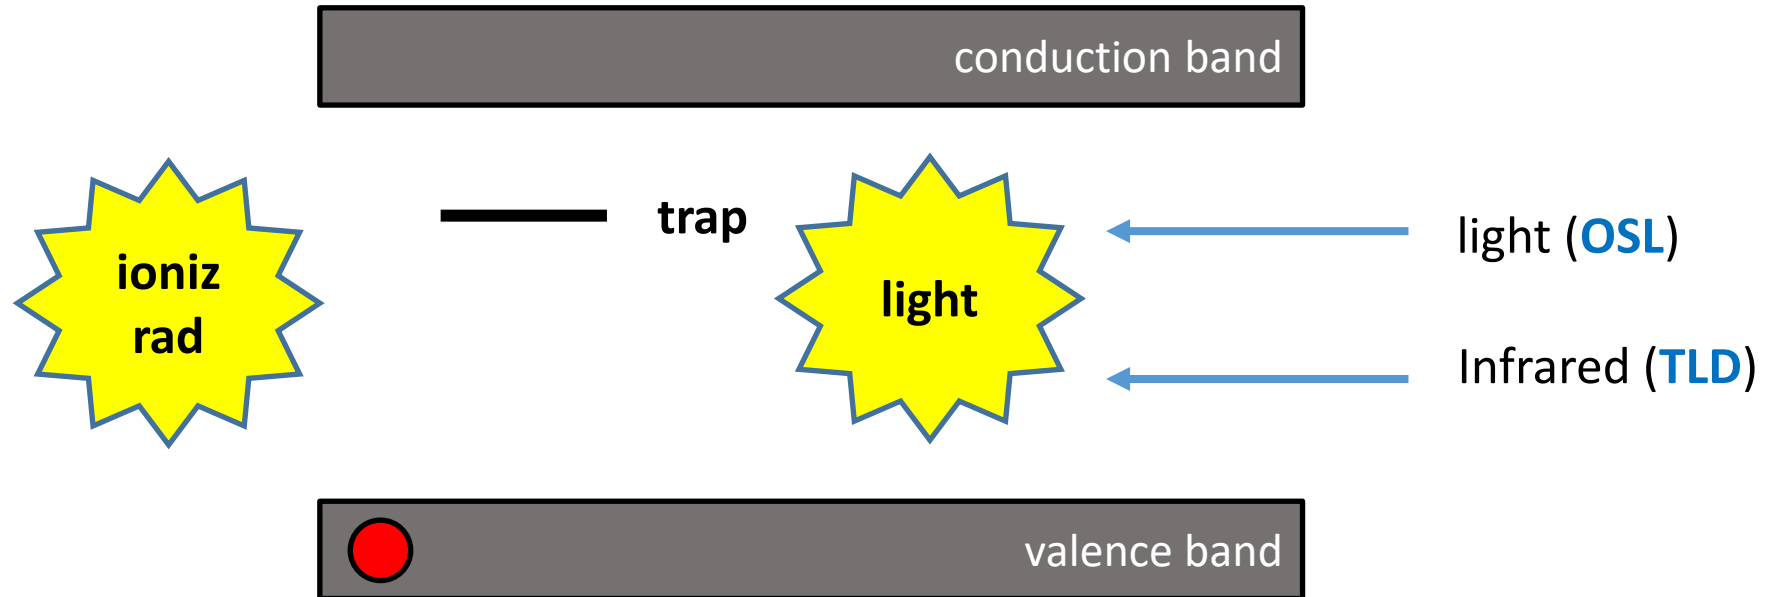 conduction band
trap
light (OSL)
ioniz
rad
light
Infrared (TLD)
valence band